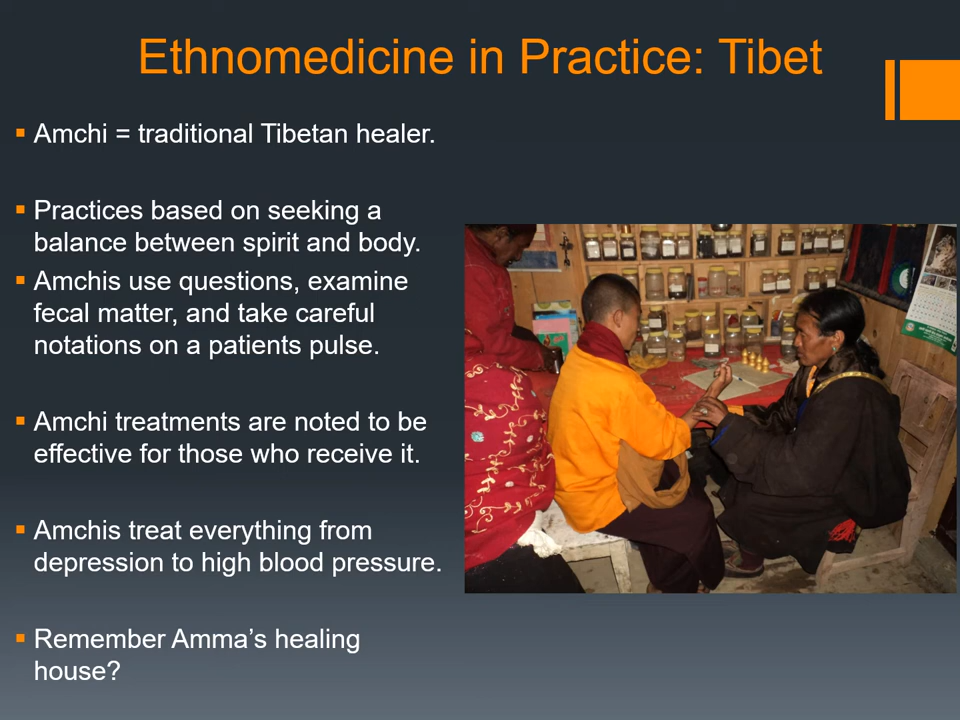 Ethnomedicine in Practice: Tibet
Amchi = traditional Tibetan healer.
Practices based on seeking a
balance between spirit and body.
Amchis use questions, examine
fecal matter, and take careful
notations on a patients pulse.
Amchi treatments are noted to be
effective for those who receive it.
Amchis treat everything from
depression to high blood pressure.
Remember Amma’s healing
house?